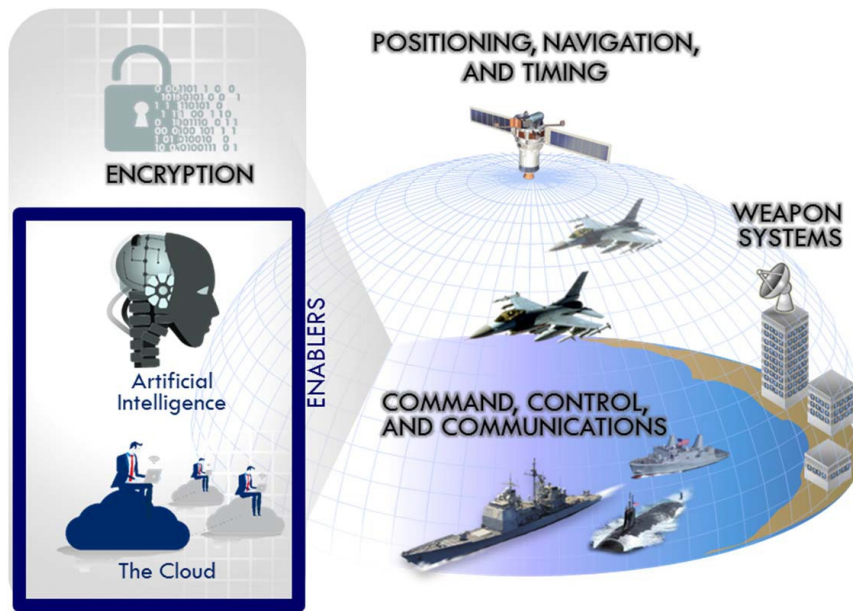 POSITIONING, NAVIGATION,
AND TIMING
ENCRYPTION
WEAPON
SYSTEMS
ENABLERS
Artificial
Intelligence
COMMAND, CONTROL,
AND COMMUNICATIONS
The Cloud